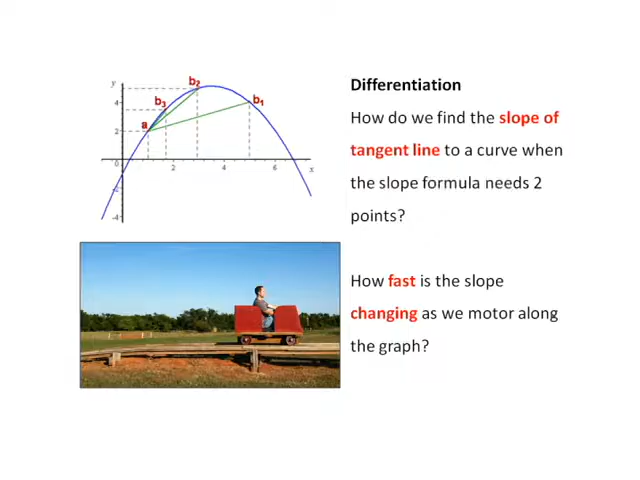 y
b2
b3
4
b1
a
2
0
2
4
6
x
-2
-4
Differentiation
How do we find the slope of
tangent line to a curve when
the slope formula needs 2
points?
How fast is the slope
changing as we motor along
the graph?